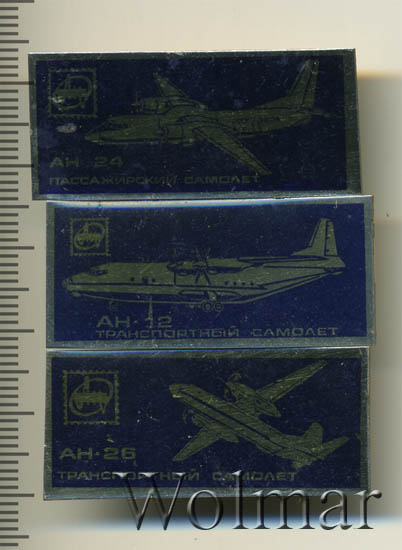 АН·24
ПАССАЖИРСКИЙ САМОЛЕТ
АН·12
ТРАНСПОРТНЫЙ САМОЛЕТ
АН·26
ТРАНСПОРТНЫЙ САМОЛЕТ
Wolmar